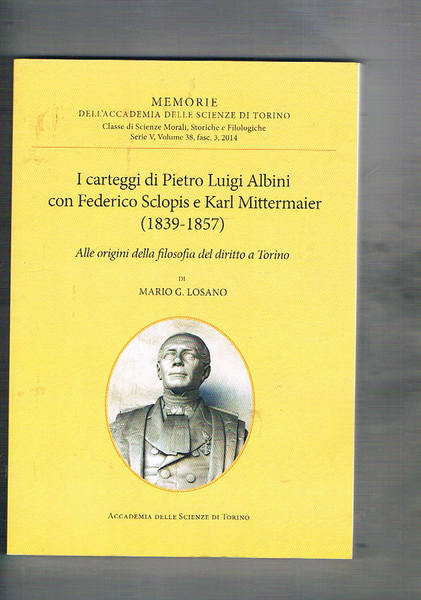 MEMORIE
DELL'ACCADEMIA DELLE SCIENZE DI TORINO
Classe di Scienze Morali, Storiche e Filologiche
Serie V, Volume 38, fasc. 3, 2014
I carteggi di Pietro Luigi Albini
con Federico Sclopis e Karl Mittermaier
(1839-1857)
Alle origini della filosofia del diritto a Torino
DI
MARIO G. LOSANO
ACCADEMIA DELLE SCIENZE DI TORINO